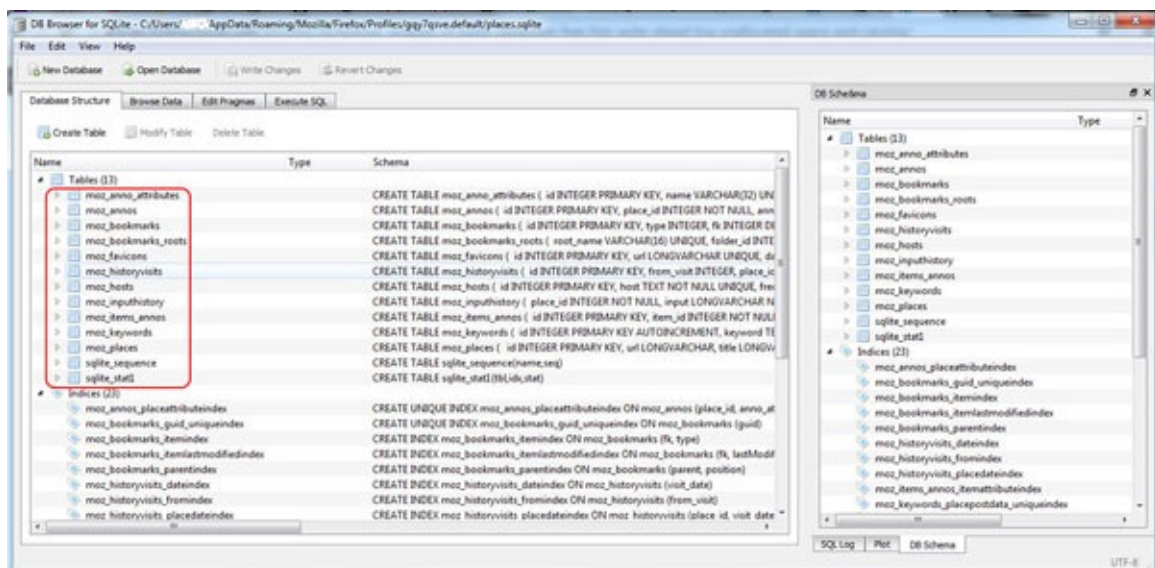 DB Browser for SQLite - C:/Users/ AppData/Roaming/Mozilla/Firefox/Profiles/gqy7qsve.default/places.sqlite
File Edit View Help
New Database Open Database Write Changes Revert Changes
Database Structure Browse Data Edit Pragmas Execute SQL
Create Table Modify Table Delete Table
Name Type Schema
Tables (13)
moz_anno_attributes CREATE TABLE moz_anno_attributes ( id INTEGER PRIMARY KEY, name VARCHAR(32) UNI
moz_annos CREATE TABLE moz_annos ( id INTEGER PRIMARY KEY, place_id INTEGER NOT NULL, ann
moz_bookmarks CREATE TABLE moz_bookmarks ( id INTEGER PRIMARY KEY, type INTEGER, fk INTEGER DE
moz_bookmarks_roots CREATE TABLE moz_bookmarks_roots ( root_name VARCHAR(16) UNIQUE, folder_id INTE
moz_favicons CREATE TABLE moz_favicons ( id INTEGER PRIMARY KEY, url LONGVARCHAR UNIQUE, da
moz_historyvisits CREATE TABLE moz_historyvisits ( id INTEGER PRIMARY KEY, from_visit INTEGER, place_id
moz_hosts CREATE TABLE moz_hosts ( id INTEGER PRIMARY KEY, host TEXT NOT NULL UNIQUE, frec
moz_inputhistory CREATE TABLE moz_inputhistory ( place_id INTEGER NOT NULL, input LONGVARCHAR N
moz_items_annos CREATE TABLE moz_items_annos ( id INTEGER PRIMARY KEY, item_id INTEGER NOT NULL
moz_keywords CREATE TABLE moz_keywords ( id INTEGER PRIMARY KEY AUTOINCREMENT, keyword TE
moz_places CREATE TABLE moz_places ( id INTEGER PRIMARY KEY, url LONGVARCHAR, title LONGVA
sqlite_sequence CREATE TABLE sqlite_sequence(name,seq)
sqlite_stat1 CREATE TABLE sqlite_stat1(tbl,idx,stat)
Indices (23)
moz_annos_placeattributeindex CREATE UNIQUE INDEX moz_annos_placeattributeindex ON moz_annos (place_id, anno_at
moz_bookmarks_guid_uniqueindex CREATE UNIQUE INDEX moz_bookmarks_guid_uniqueindex ON moz_bookmarks (guid)
moz_bookmarks_itemindex CREATE INDEX moz_bookmarks_itemindex ON moz_bookmarks (fk, type)
moz_bookmarks_itemlastmodifiedindex CREATE INDEX moz_bookmarks_itemlastmodifiedindex ON moz_bookmarks (fk, lastModif
moz_bookmarks_parentindex CREATE INDEX moz_bookmarks_parentindex ON moz_bookmarks (parent, position)
moz_historyvisits_dateindex CREATE INDEX moz_historyvisits_dateindex ON moz_historyvisits (visit_date)
moz_historyvisits_fromindex CREATE INDEX moz_historyvisits_fromindex ON moz_historyvisits (from_visit)
moz_historyvisits_placedateindex CREATE INDEX moz_historyvisits_placedateindex ON moz_historyvisits (place_id, visit_date
DB Schema
Name Type
Tables (13)
moz_anno_attributes
moz_annos
moz_bookmarks
moz_bookmarks_roots
moz_favicons
moz_historyvisits
moz_hosts
moz_inputhistory
moz_items_annos
moz_keywords
moz_places
sqlite_sequence
sqlite_stat1
Indices (23)
moz_annos_placeattributeindex
moz_bookmarks_guid_uniqueindex
moz_bookmarks_itemindex
moz_bookmarks_itemlastmodifiedindex
moz_bookmarks_parentindex
moz_historyvisits_dateindex
moz_historyvisits_fromindex
moz_historyvisits_placedateindex
moz_items_annos_itemattributeindex
moz_keywords_placepostdata_uniqueindex
SQL Log Plot DB Schema
UTF-8